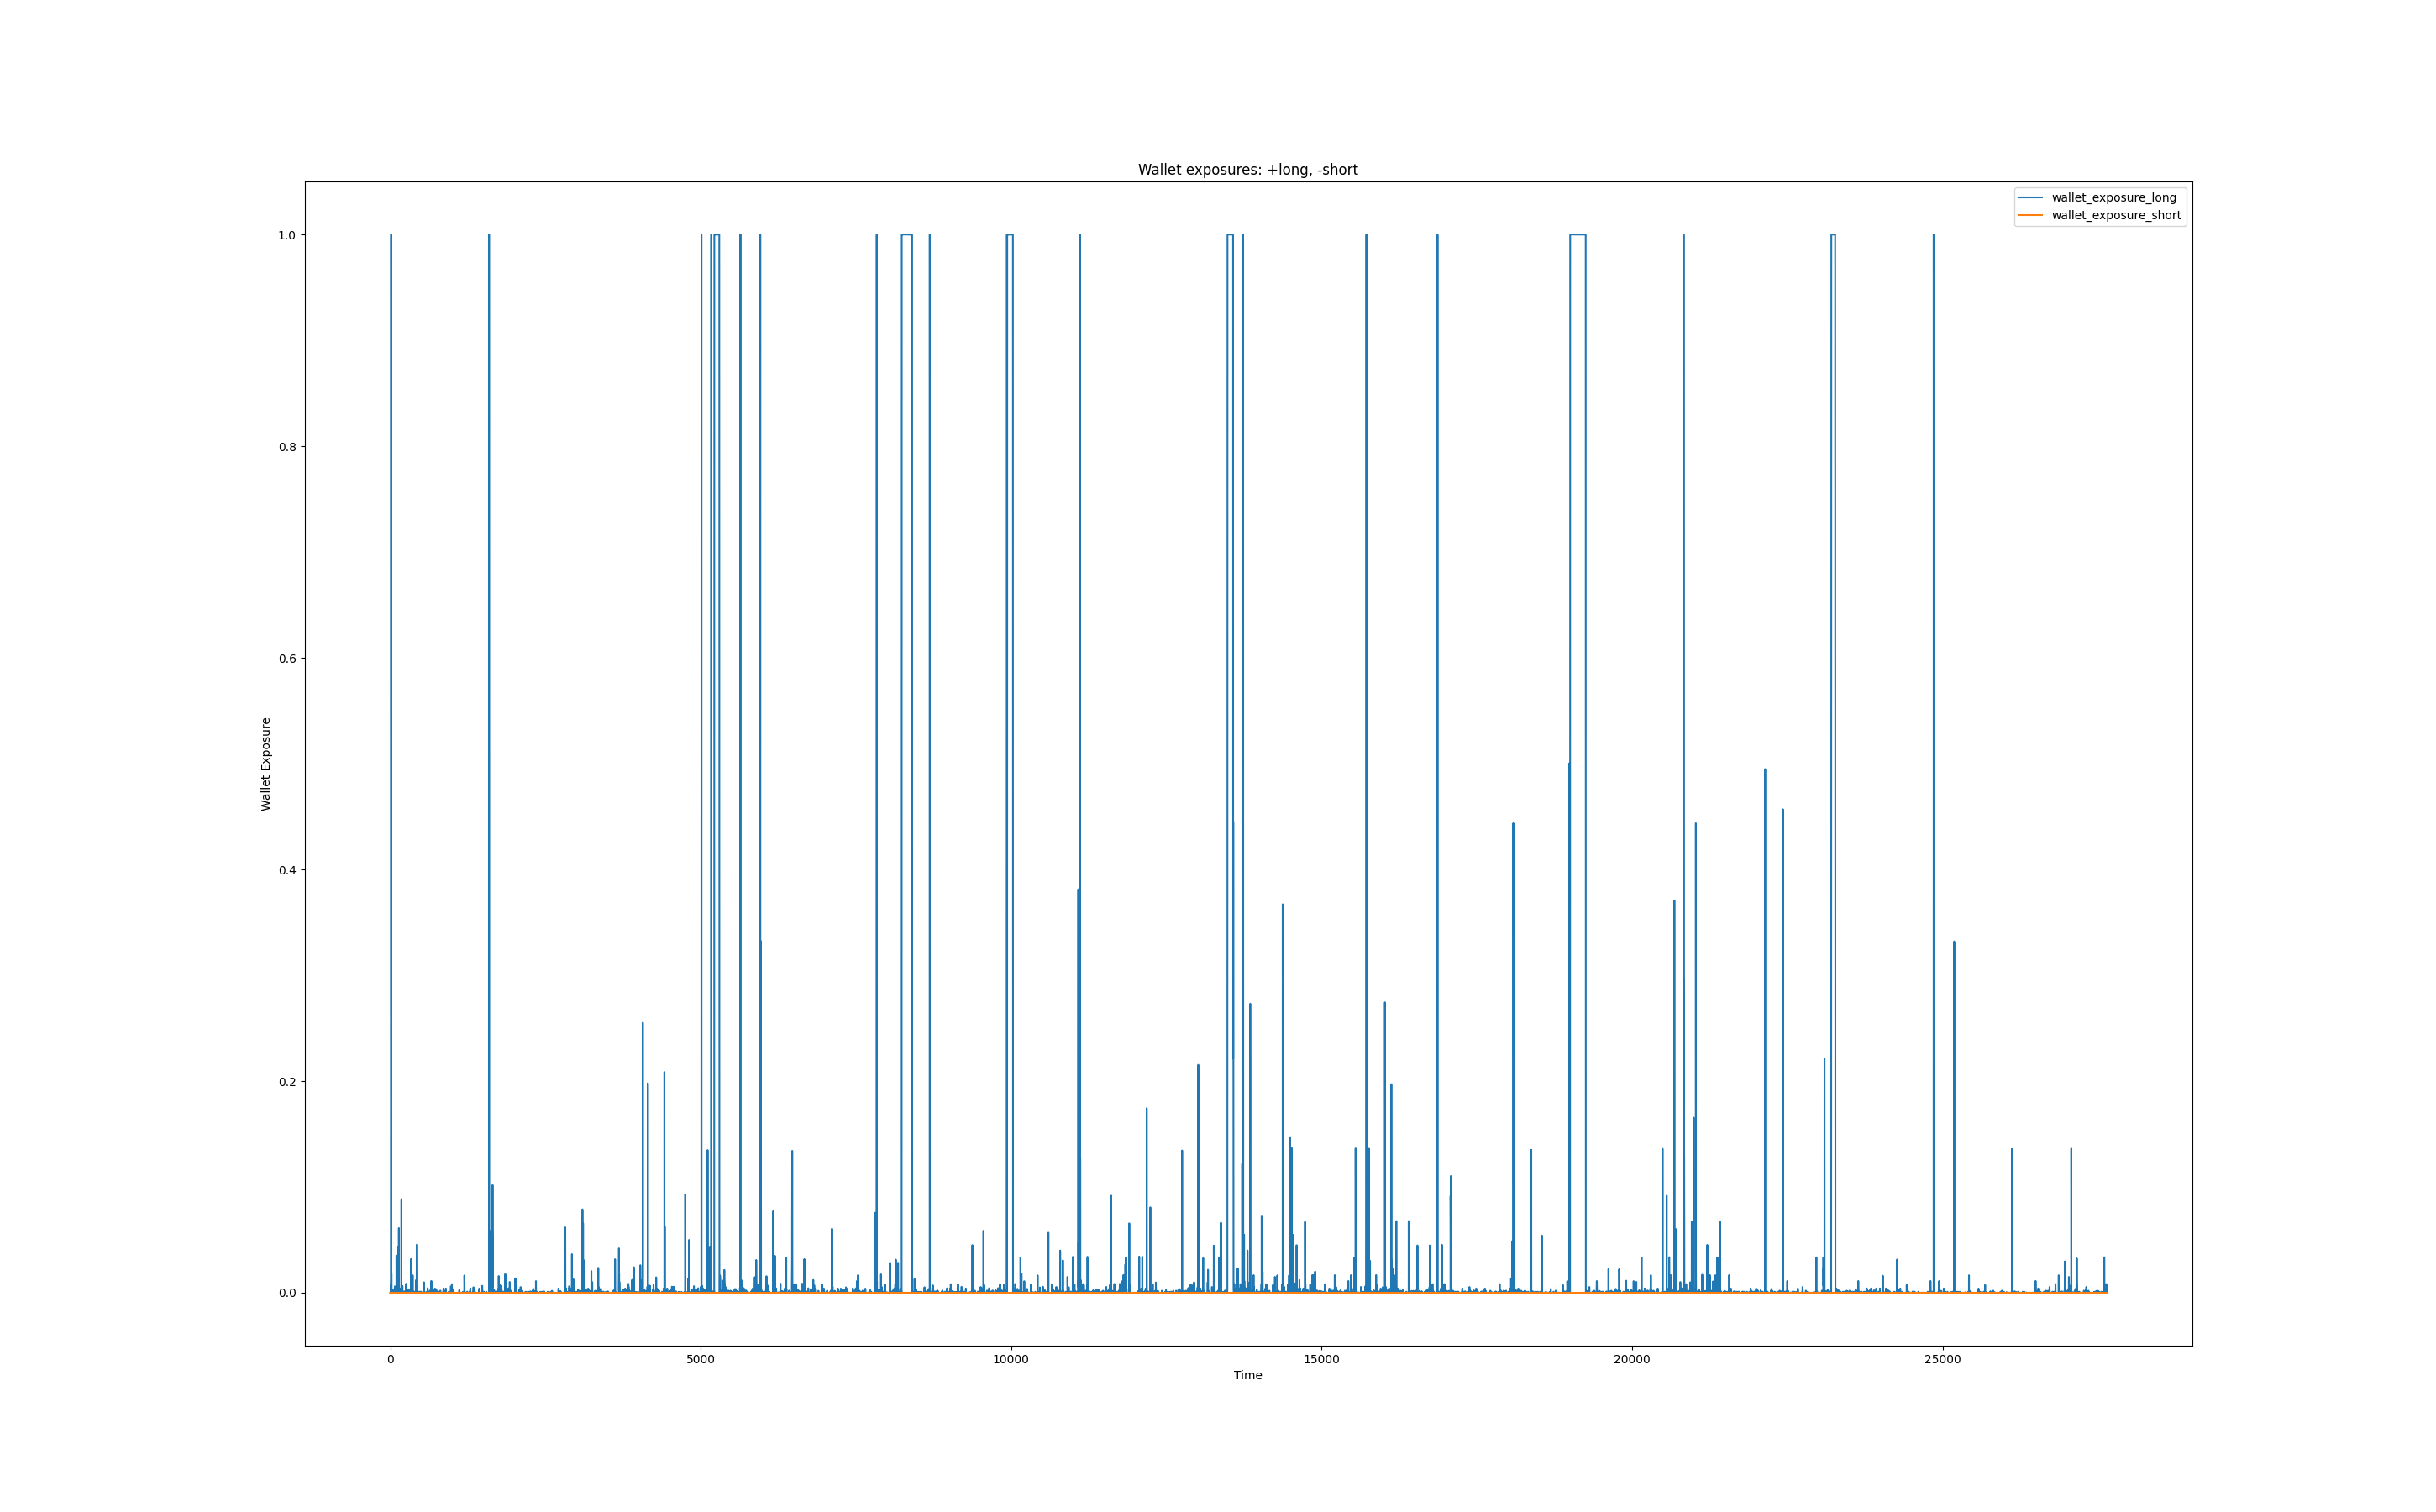 Wallet exposures: +long, -short
wallet_exposure_long
wallet_exposure_short
1.0
0.8
0.6
0.4
0.2
0.0
Wallet Exposure
0 5000 10000 15000 20000 25000
Time